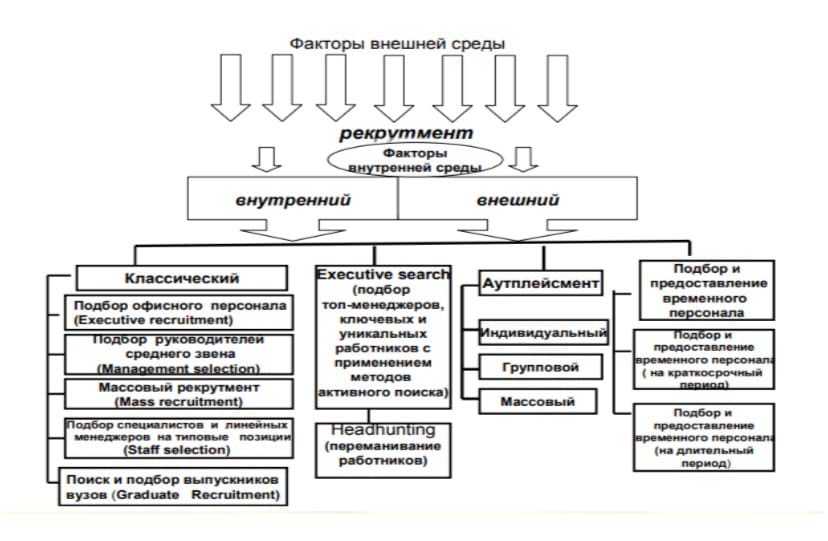 Факторы внешней среды
рекрутмент
Факторы
внутренней среды
внутренний
внешний
Классический
Подбор офисного персонала
(Executive recruitment)
Подбор руководителей
среднего звена
(Management selection)
Массовый рекрутмент
(Mass recruitment)
Подбор специалистов и линейных
менеджеров на типовые позиции
(Staff selection)
Поиск и подбор выпускников
вузов (Graduate Recruitment)
Executive search
(подбор
топ-менеджеров,
ключевых и
уникальных
работников с
применением
методов
активного поиска)
Headhunting
(переманивание
работников)
Аутплейсмент
Индивидуальный
Групповой
Массовый
Подбор и
предоставление
временного
персонала
Подбор и
предоставление
временного персонала
( на краткосрочный
период)
Подбор и
предоставление
временного персонала
(на длительный
период)